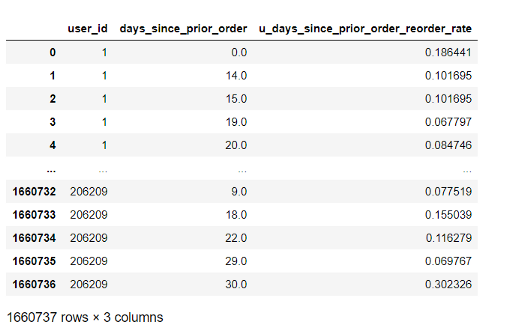 user_id days_since_prior_order u_days_since_prior_order_reorder_rate
0 1 0.0 0.186441
1 1 14.0 0.101695
2 1 15.0 0.101695
3 1 19.0 0.067797
4 1 20.0 0.084746
... ... ... ...
1660732 206209 9.0 0.077519
1660733 206209 18.0 0.155039
1660734 206209 22.0 0.116279
1660735 206209 29.0 0.069767
1660736 206209 30.0 0.302326
1660737 rows × 3 columns